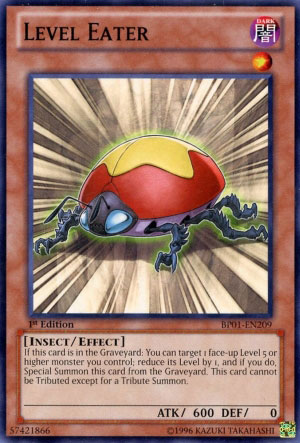 LEVEL EATER
DARK
闇
1st Edition
BP01-EN209
[INSECT/EFFECT]
If this card is in the Graveyard: You can target 1 face-up Level 5 or
higher monster you control; reduce its Level by 1, and if you do,
Special Summon this card from the Graveyard. This card cannot
be Tributed except for a Tribute Summon.
ATK/ 600 DEF/ 0
57421866
©1996 KAZUKI TAKAHASHI